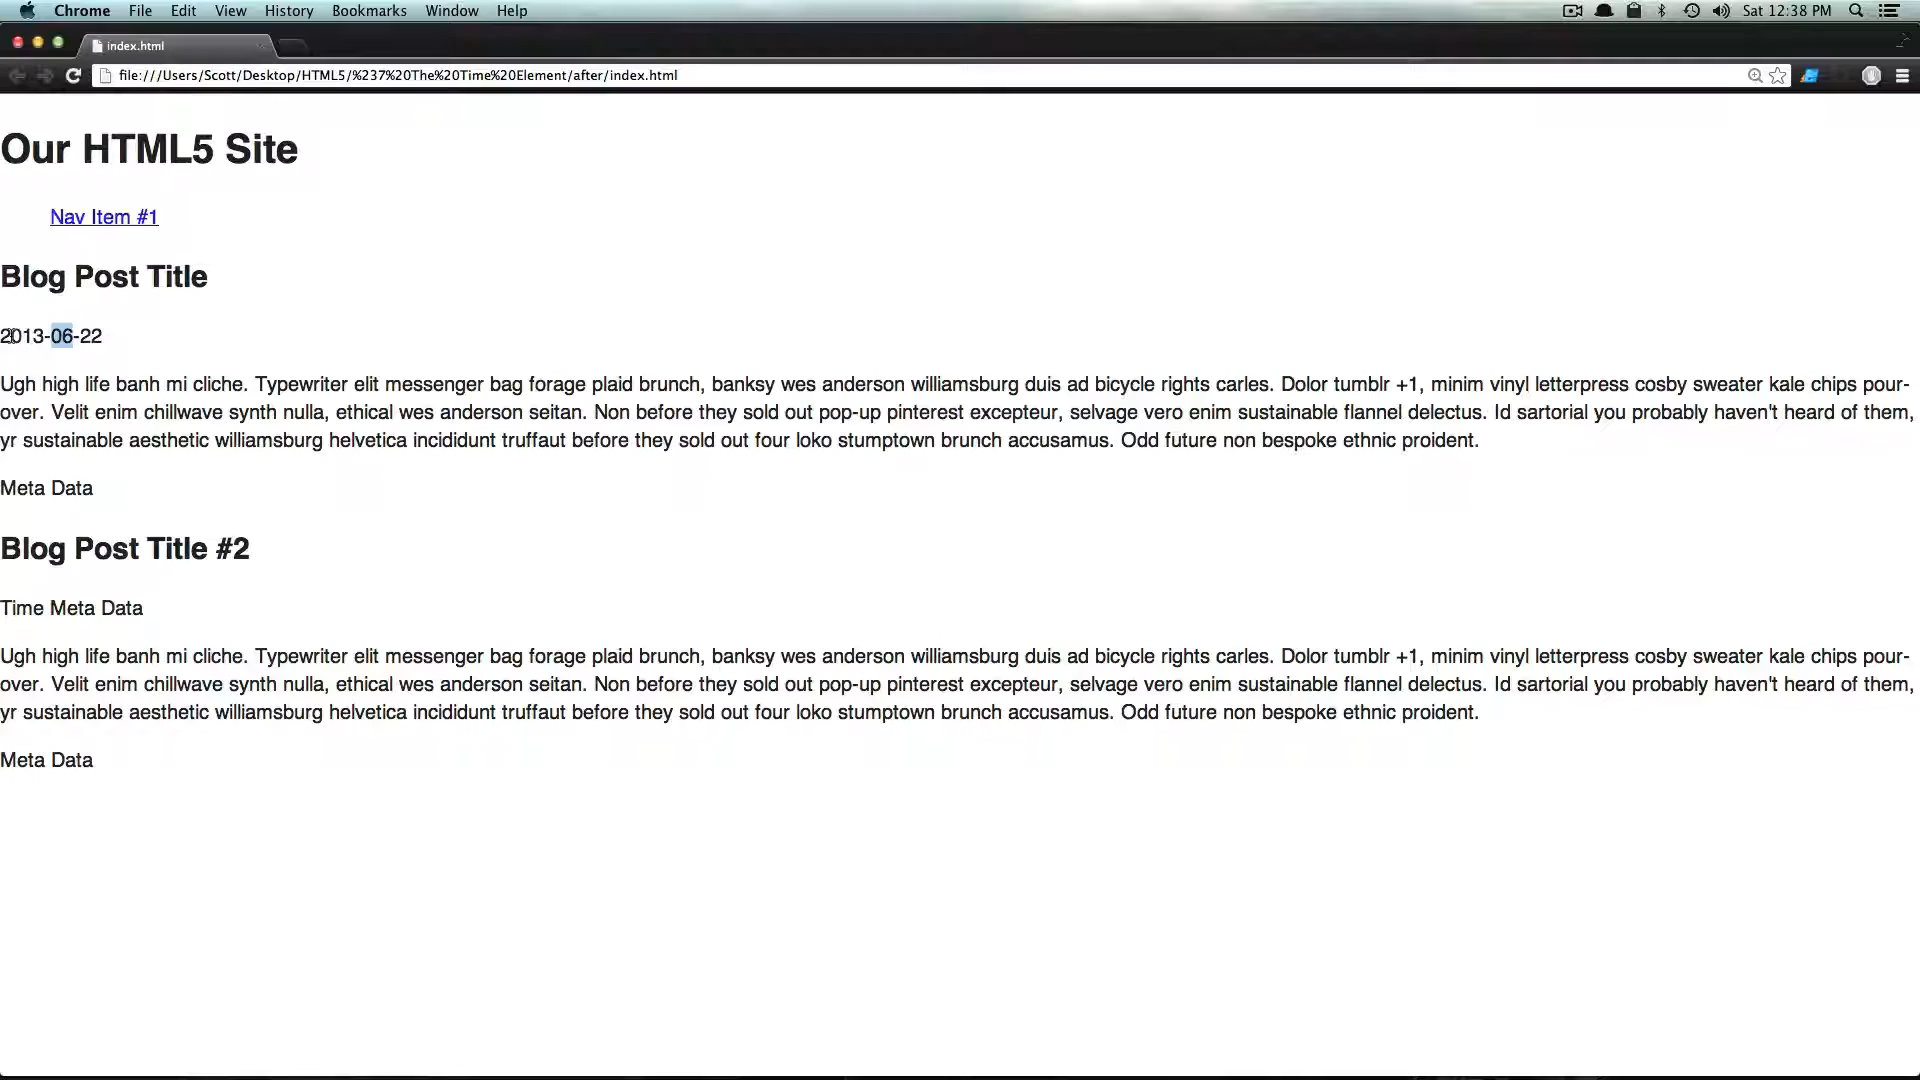 Chrome File Edit View History Bookmarks Window Help Sat 12:38 PM
index.html
file:///Users/Scott/Desktop/HTML5/%237%20The%20Time%20Element/after/index.html
Our HTML5 Site
Nav Item #1
Blog Post Title
2013-06-22
Ugh high life banh mi cliche. Typewriter elit messenger bag forage plaid brunch, banksy wes anderson williamsburg duis ad bicycle rights carles. Dolor tumblr +1, minim vinyl letterpress cosby sweater kale chips pour-
over. Velit enim chillwave synth nulla, ethical wes anderson seitan. Non before they sold out pop-up pinterest excepteur, selvage vero enim sustainable flannel delectus. Id sartorial you probably haven't heard of them,
yr sustainable aesthetic williamsburg helvetica incididunt truffaut before they sold out four loko stumptown brunch accusamus. Odd future non bespoke ethnic proident.
Meta Data
Blog Post Title #2
Time Meta Data
Ugh high life banh mi cliche. Typewriter elit messenger bag forage plaid brunch, banksy wes anderson williamsburg duis ad bicycle rights carles. Dolor tumblr +1, minim vinyl letterpress cosby sweater kale chips pour-
over. Velit enim chillwave synth nulla, ethical wes anderson seitan. Non before they sold out pop-up pinterest excepteur, selvage vero enim sustainable flannel delectus. Id sartorial you probably haven't heard of them,
yr sustainable aesthetic williamsburg helvetica incididunt truffaut before they sold out four loko stumptown brunch accusamus. Odd future non bespoke ethnic proident.
Meta Data